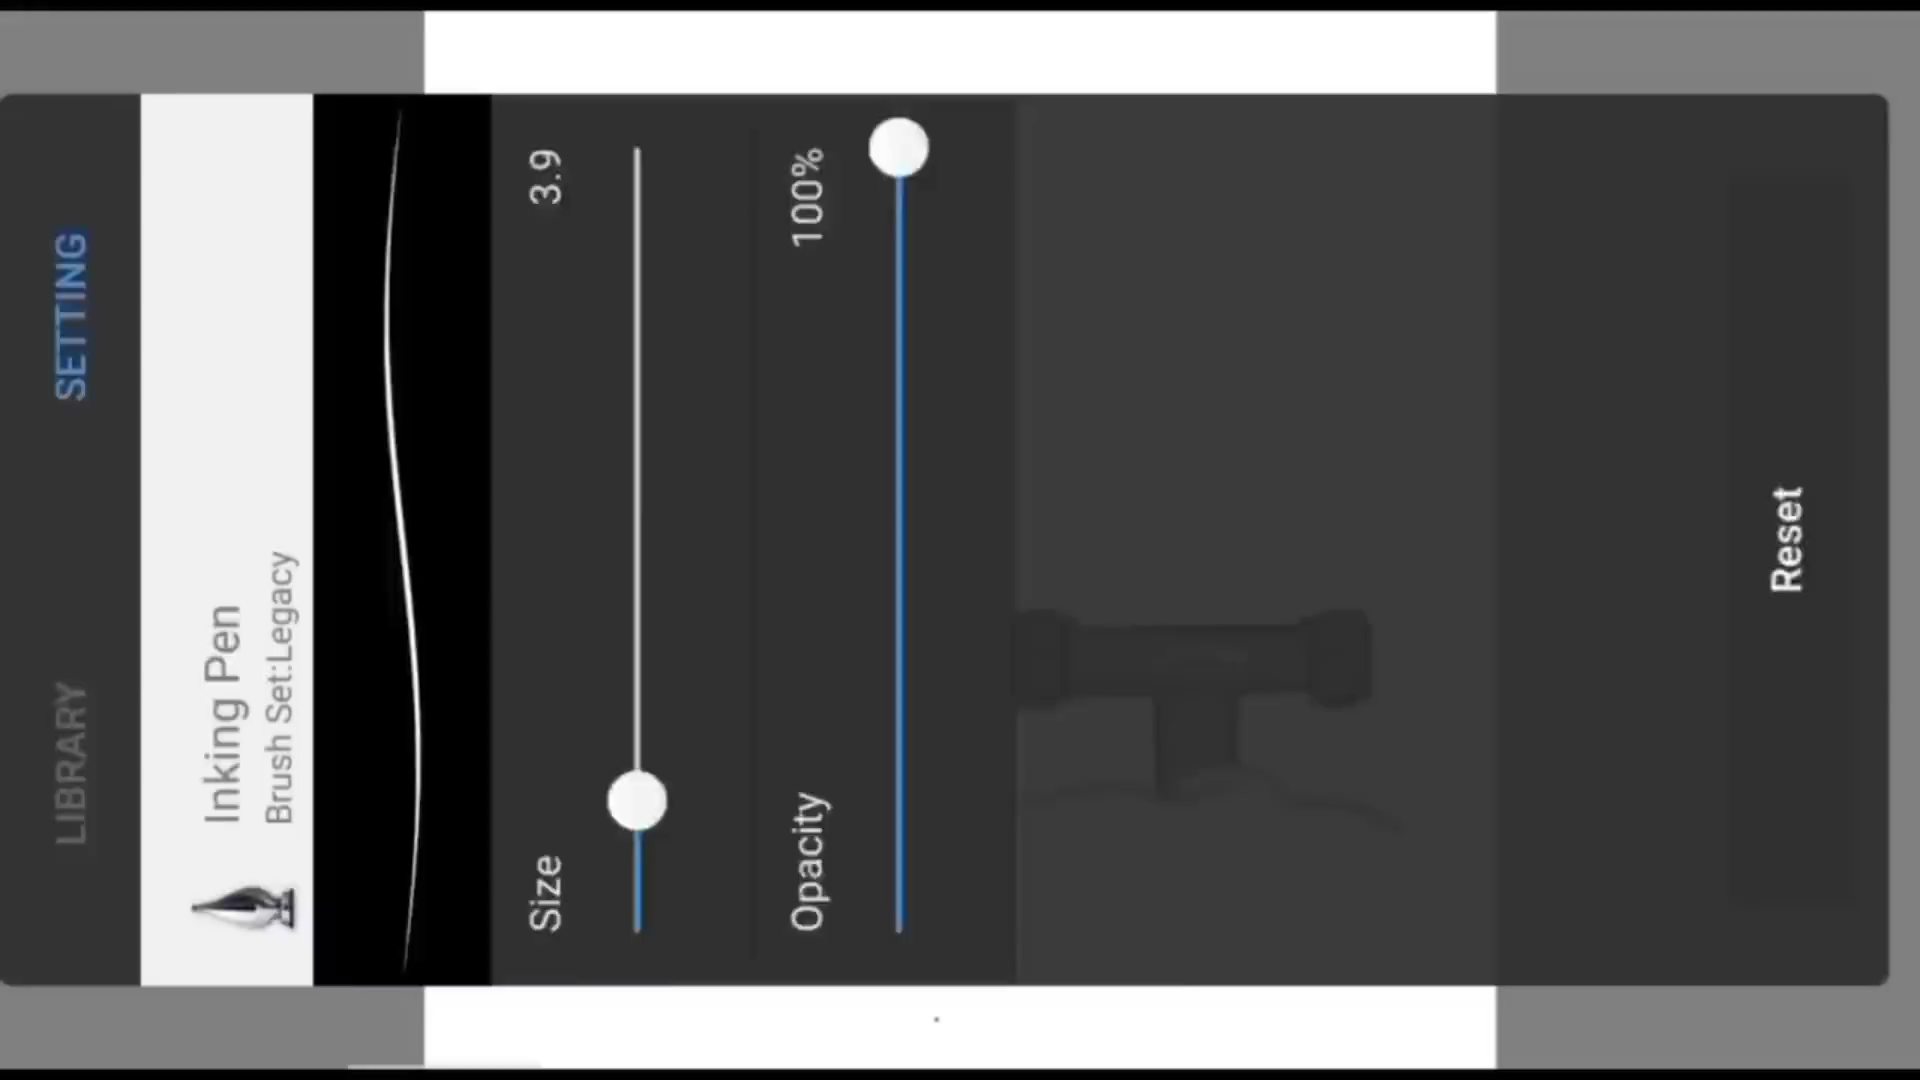 LIBRARY SETTING
Inking Pen
Brush Set:Legacy
Size 3.9
Opacity 100%
Reset